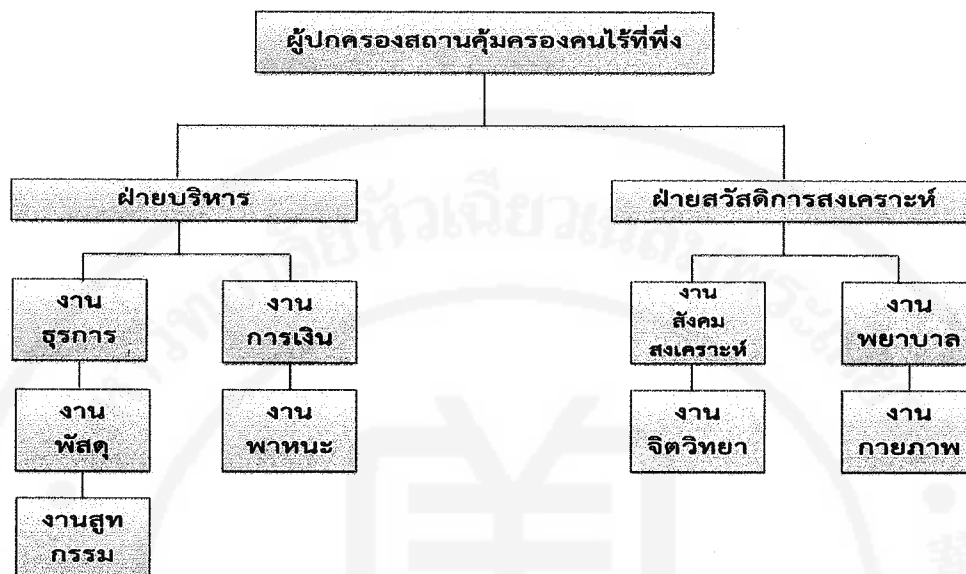 ผู้ปกครองสถานคุ้มครองคนไร้ที่พึ่ง
ฝ่ายบริหาร
ฝ่ายสวัสดิการสงเคราะห์
งาน
ธุรการ
งาน
การเงิน
งาน
สังคม
สงเคราะห์
งาน
พยาบาล
งาน
พัสดุ
งาน
พาหนะ
งาน
จิตวิทยา
งาน
กายภาพ
งานสูท
กรรม